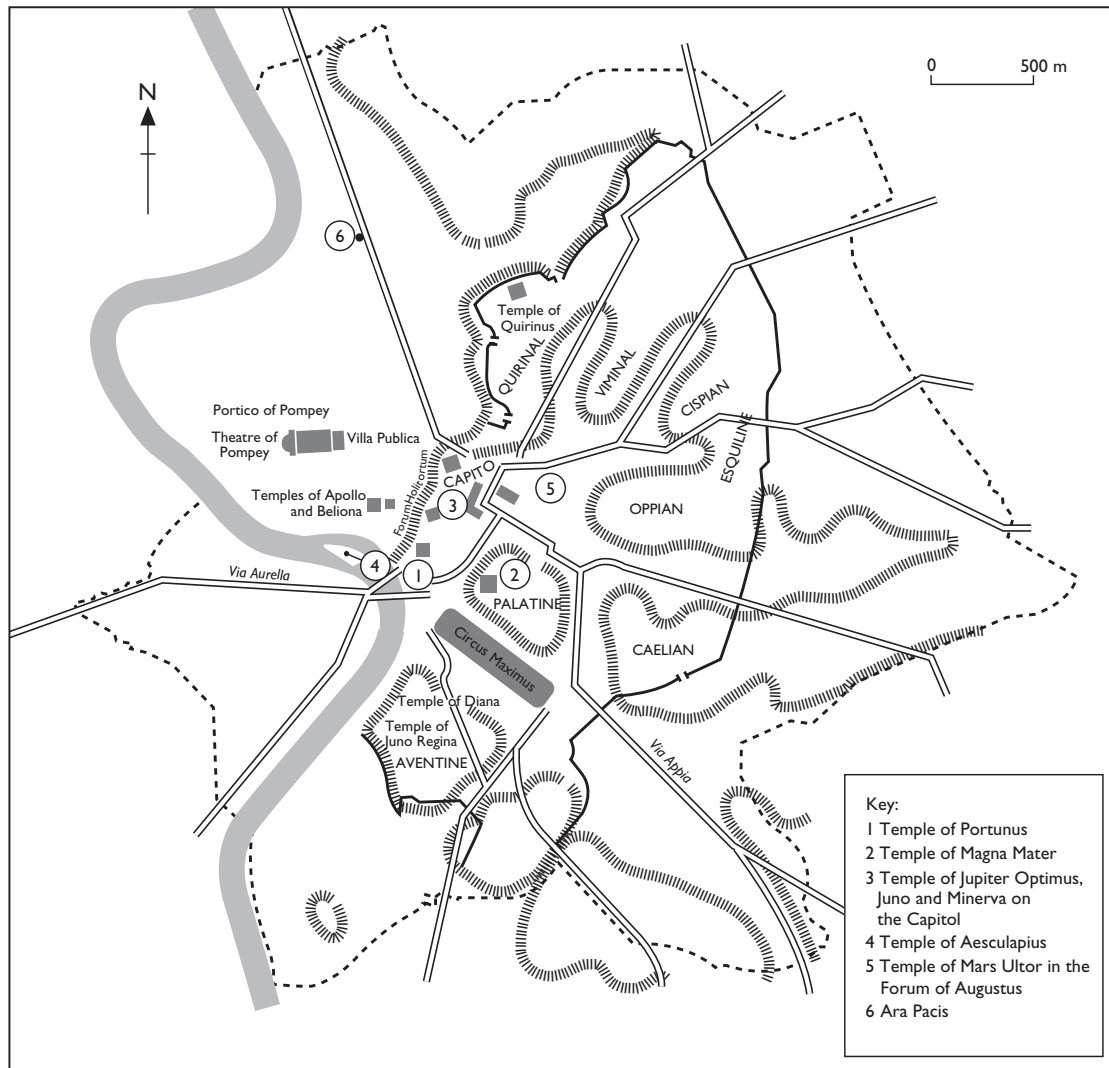 0 500 m
N
6
Temple of
Quirinus
QUIRINAL
VIMINAL
CISPIAN
ESQUILINE
Portico of Pompey
Theatre of
Pompey
Villa Publica
Forum Holicorium
CAPITO
3
5
OPPIAN
Temples of Apollo
and Beliona
4
1
2
Via Aurella
PALATINE
CAELIAN
Circus Maximus
Temple of Diana
Temple of
Juno Regina
AVENTINE
Via Appia
Key:
1 Temple of Portunus
2 Temple of Magna Mater
3 Temple of Jupiter Optimus,
Juno and Minerva on
the Capitol
4 Temple of Aesculapius
5 Temple of Mars Ultor in the
Forum of Augustus
6 Ara Pacis